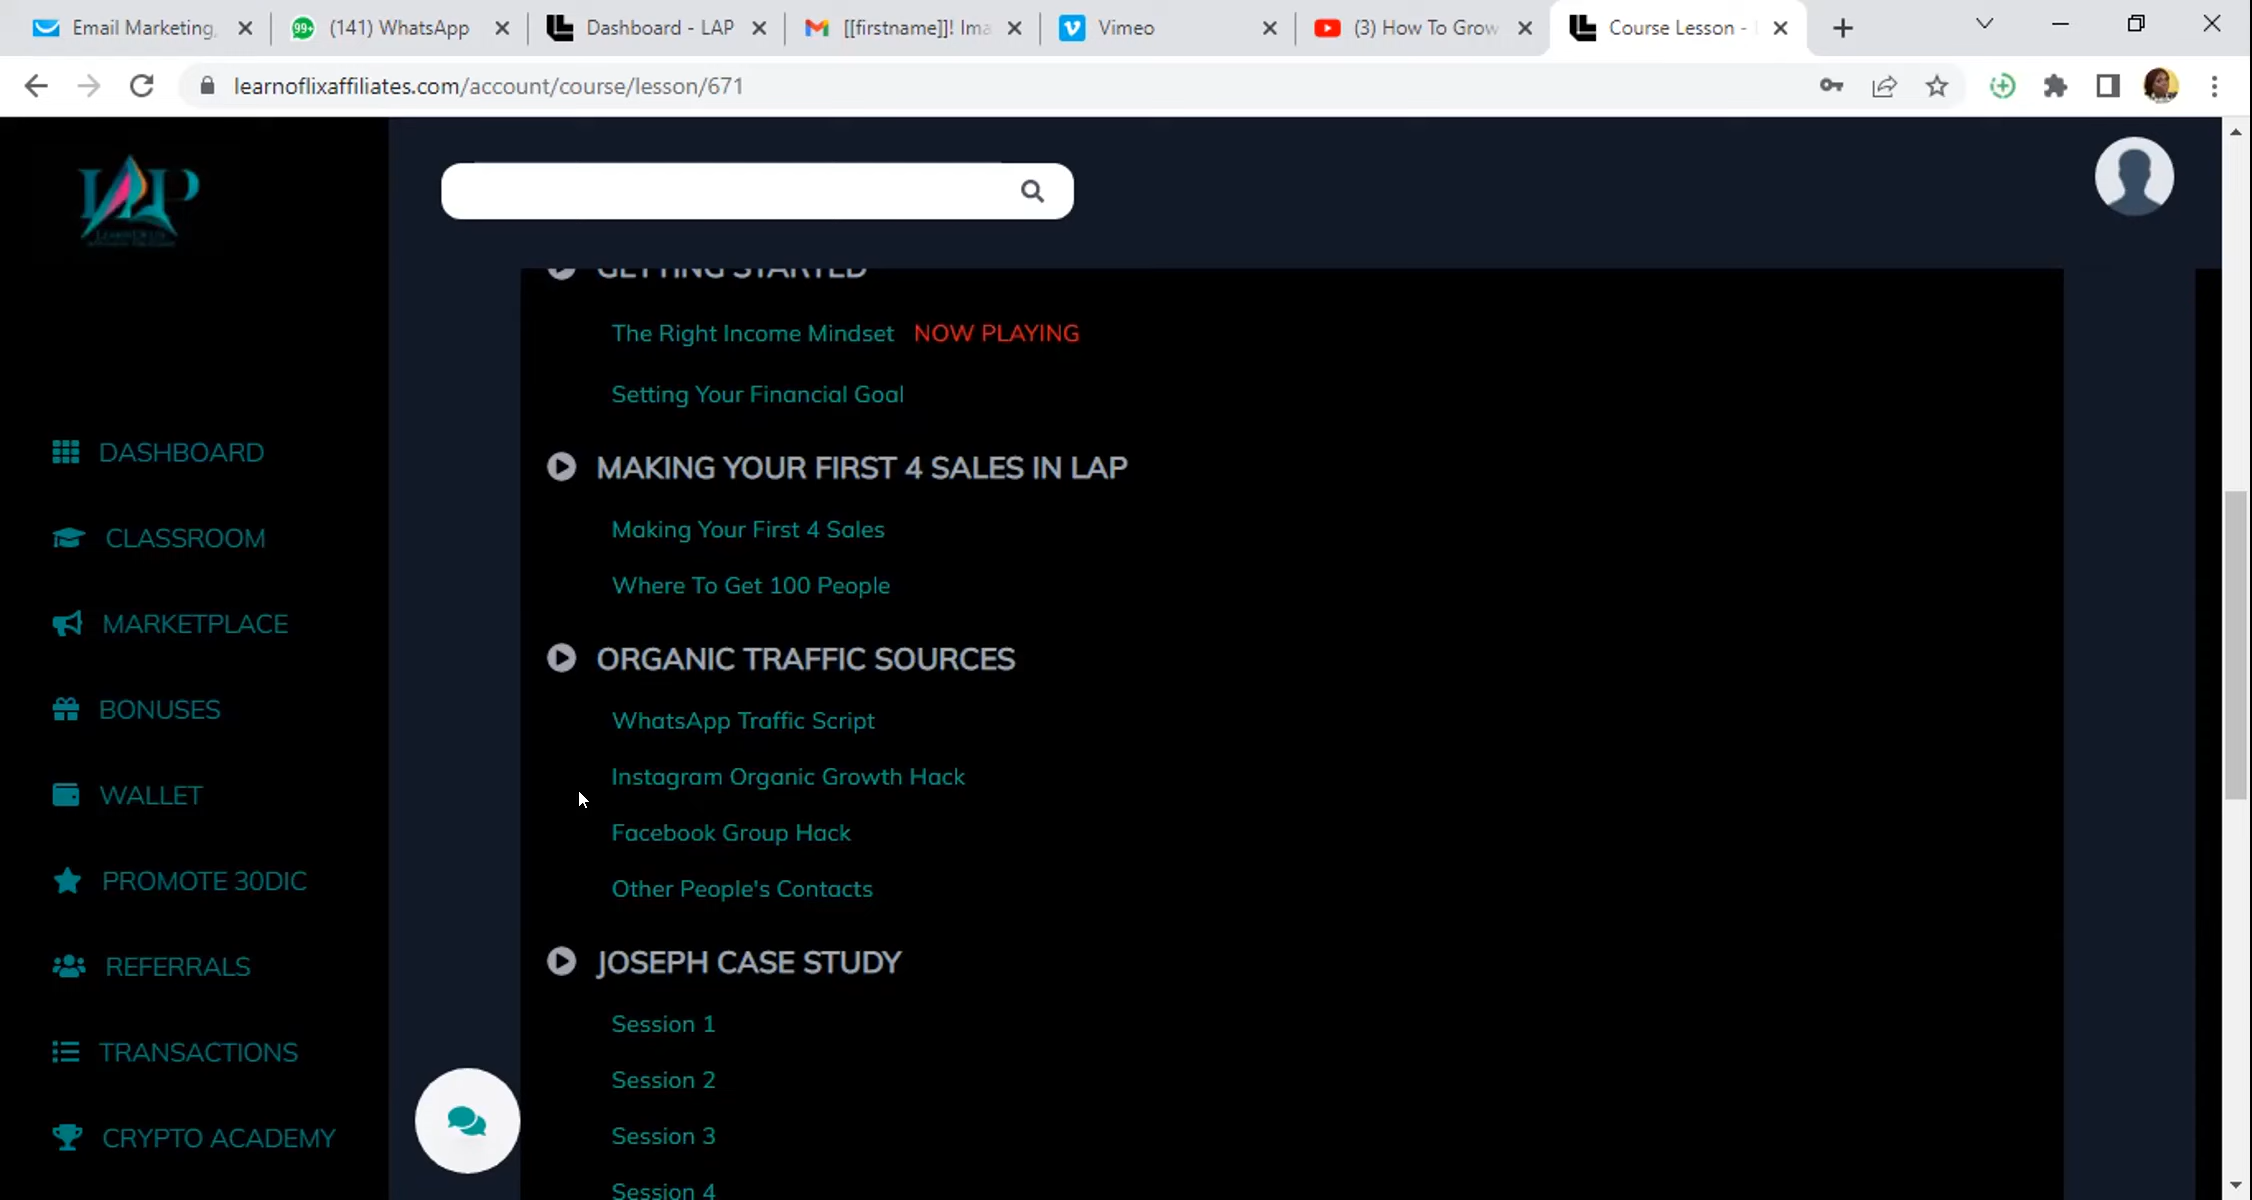 Email Marketing,
(141) WhatsApp
Dashboard - LAP
[[firstname]]! Ima
Vimeo
(3) How To Grow
Course Lesson -
learnoflixaffiliates.com/account/course/lesson/671
LAP
GETTING STARTED
The Right Income Mindset NOW PLAYING
Setting Your Financial Goal
MAKING YOUR FIRST 4 SALES IN LAP
Making Your First 4 Sales
Where To Get 100 People
ORGANIC TRAFFIC SOURCES
WhatsApp Traffic Script
Instagram Organic Growth Hack
Facebook Group Hack
Other People's Contacts
JOSEPH CASE STUDY
Session 1
Session 2
Session 3
Session 4
DASHBOARD
CLASSROOM
MARKETPLACE
BONUSES
WALLET
PROMOTE 30DIC
REFERRALS
TRANSACTIONS
CRYPTO ACADEMY